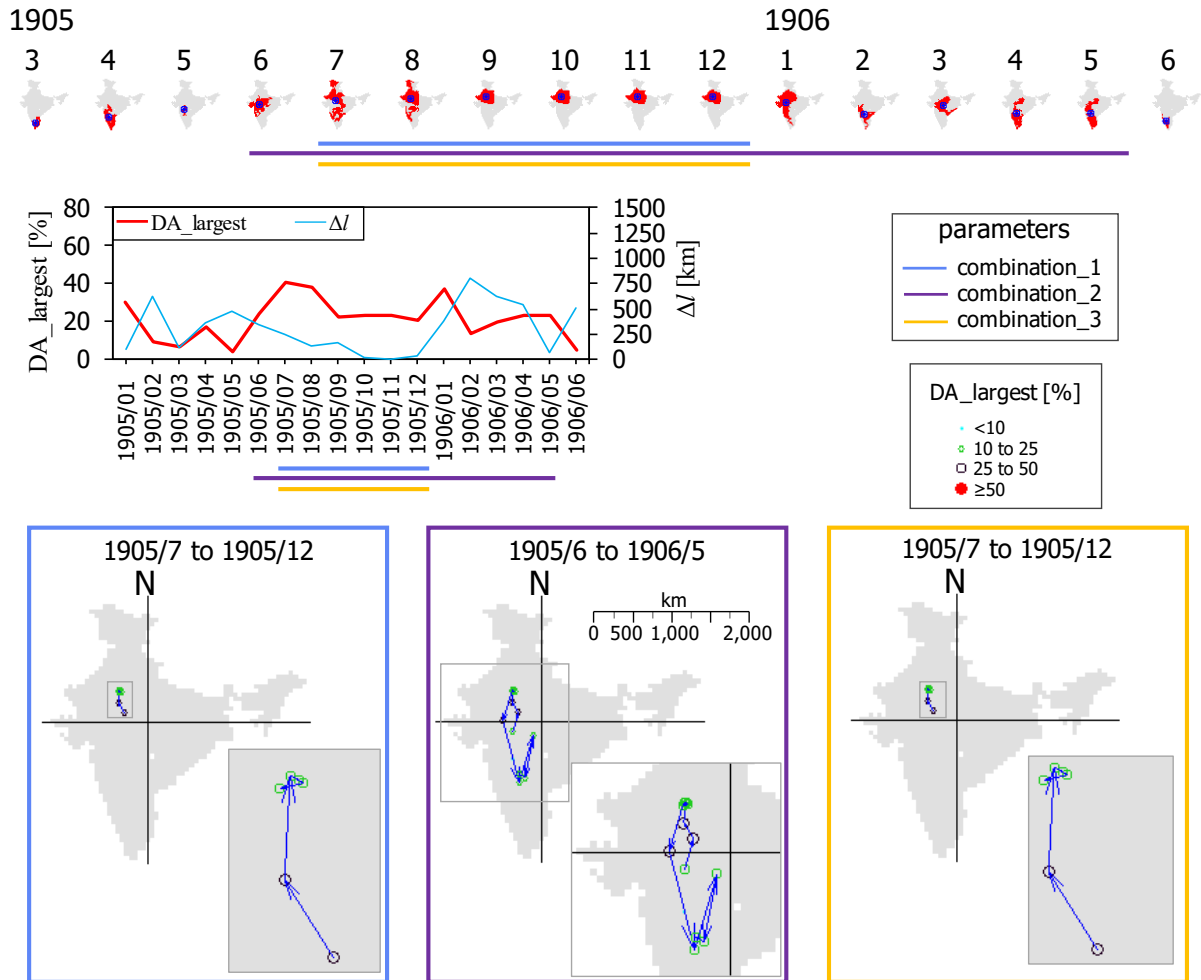 1905 1906
3 4 5 6 7 8 9 10 11 12 1 2 3 4 5 6
DA_largest [%]
80
60
40
20
0
DA_largest Δl
1500
1250
1000
750
500
250
0
Δl [km]
1905/01
1905/02
1905/03
1905/04
1905/05
1905/06
1905/07
1905/08
1905/09
1905/10
1905/11
1905/12
1906/01
1906/02
1906/03
1906/04
1906/05
1906/06
parameters
combination_1
combination_2
combination_3
DA_largest [%]
<10
10 to 25
25 to 50
≥50
1905/7 to 1905/12
N
1905/6 to 1906/5
N
km
0 500 1,000 2,000
1905/7 to 1905/12
N